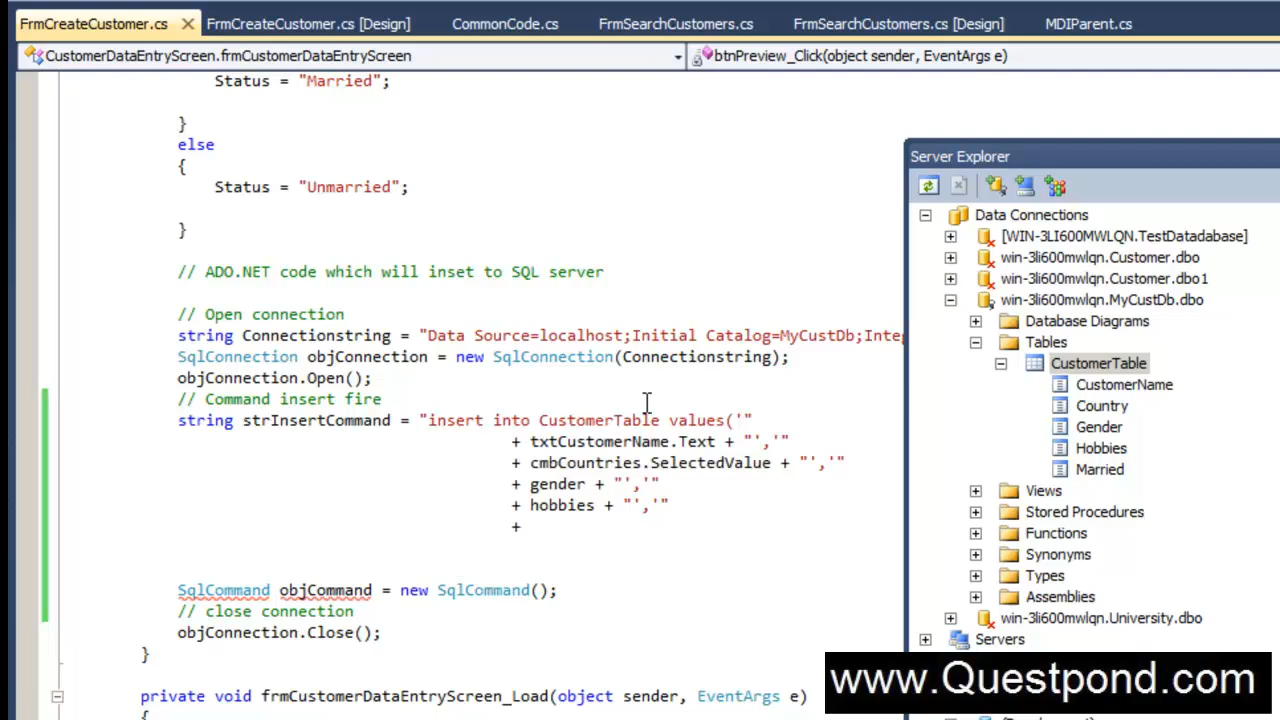 FrmCreateCustomer.cs
FrmCreateCustomer.cs [Design]
CommonCode.cs
FrmSearchCustomers.cs
FrmSearchCustomers.cs [Design]
MDIParent.cs
CustomerDataEntryScreen.frmCustomerDataEntryScreen
btnPreview_Click(object sender, EventArgs e)
Status = "Married";
}
else
{
Status = "Unmarried";
}
// ADO.NET code which will inset to SQL server
// Open connection
string Connectionstring = "Data Source=localhost;Initial Catalog=MyCustDb;Integ
SqlConnection objConnection = new SqlConnection(Connectionstring);
objConnection.Open();
// Command insert fire
string strInsertCommand = "insert into CustomerTable values('"
+ txtCustomerName.Text + "','"
+ cmbCountries.SelectedValue + "','"
+ gender + "','"
+ hobbies + "','"
+
SqlCommand objCommand = new SqlCommand();
// close connection
objConnection.Close();
}
private void frmCustomerDataEntryScreen_Load(object sender, EventArgs e)
{
Server Explorer
Data Connections
[WIN-3LI600MWLQN.TestDatadabase]
win-3li600mwlqn.Customer.dbo
win-3li600mwlqn.Customer.dbo1
win-3li600mwlqn.MyCustDb.dbo
Database Diagrams
Tables
CustomerTable
CustomerName
Country
Gender
Hobbies
Married
Views
Stored Procedures
Functions
Synonyms
Types
Assemblies
win-3li600mwlqn.University.dbo
Servers
www.Questpond.com